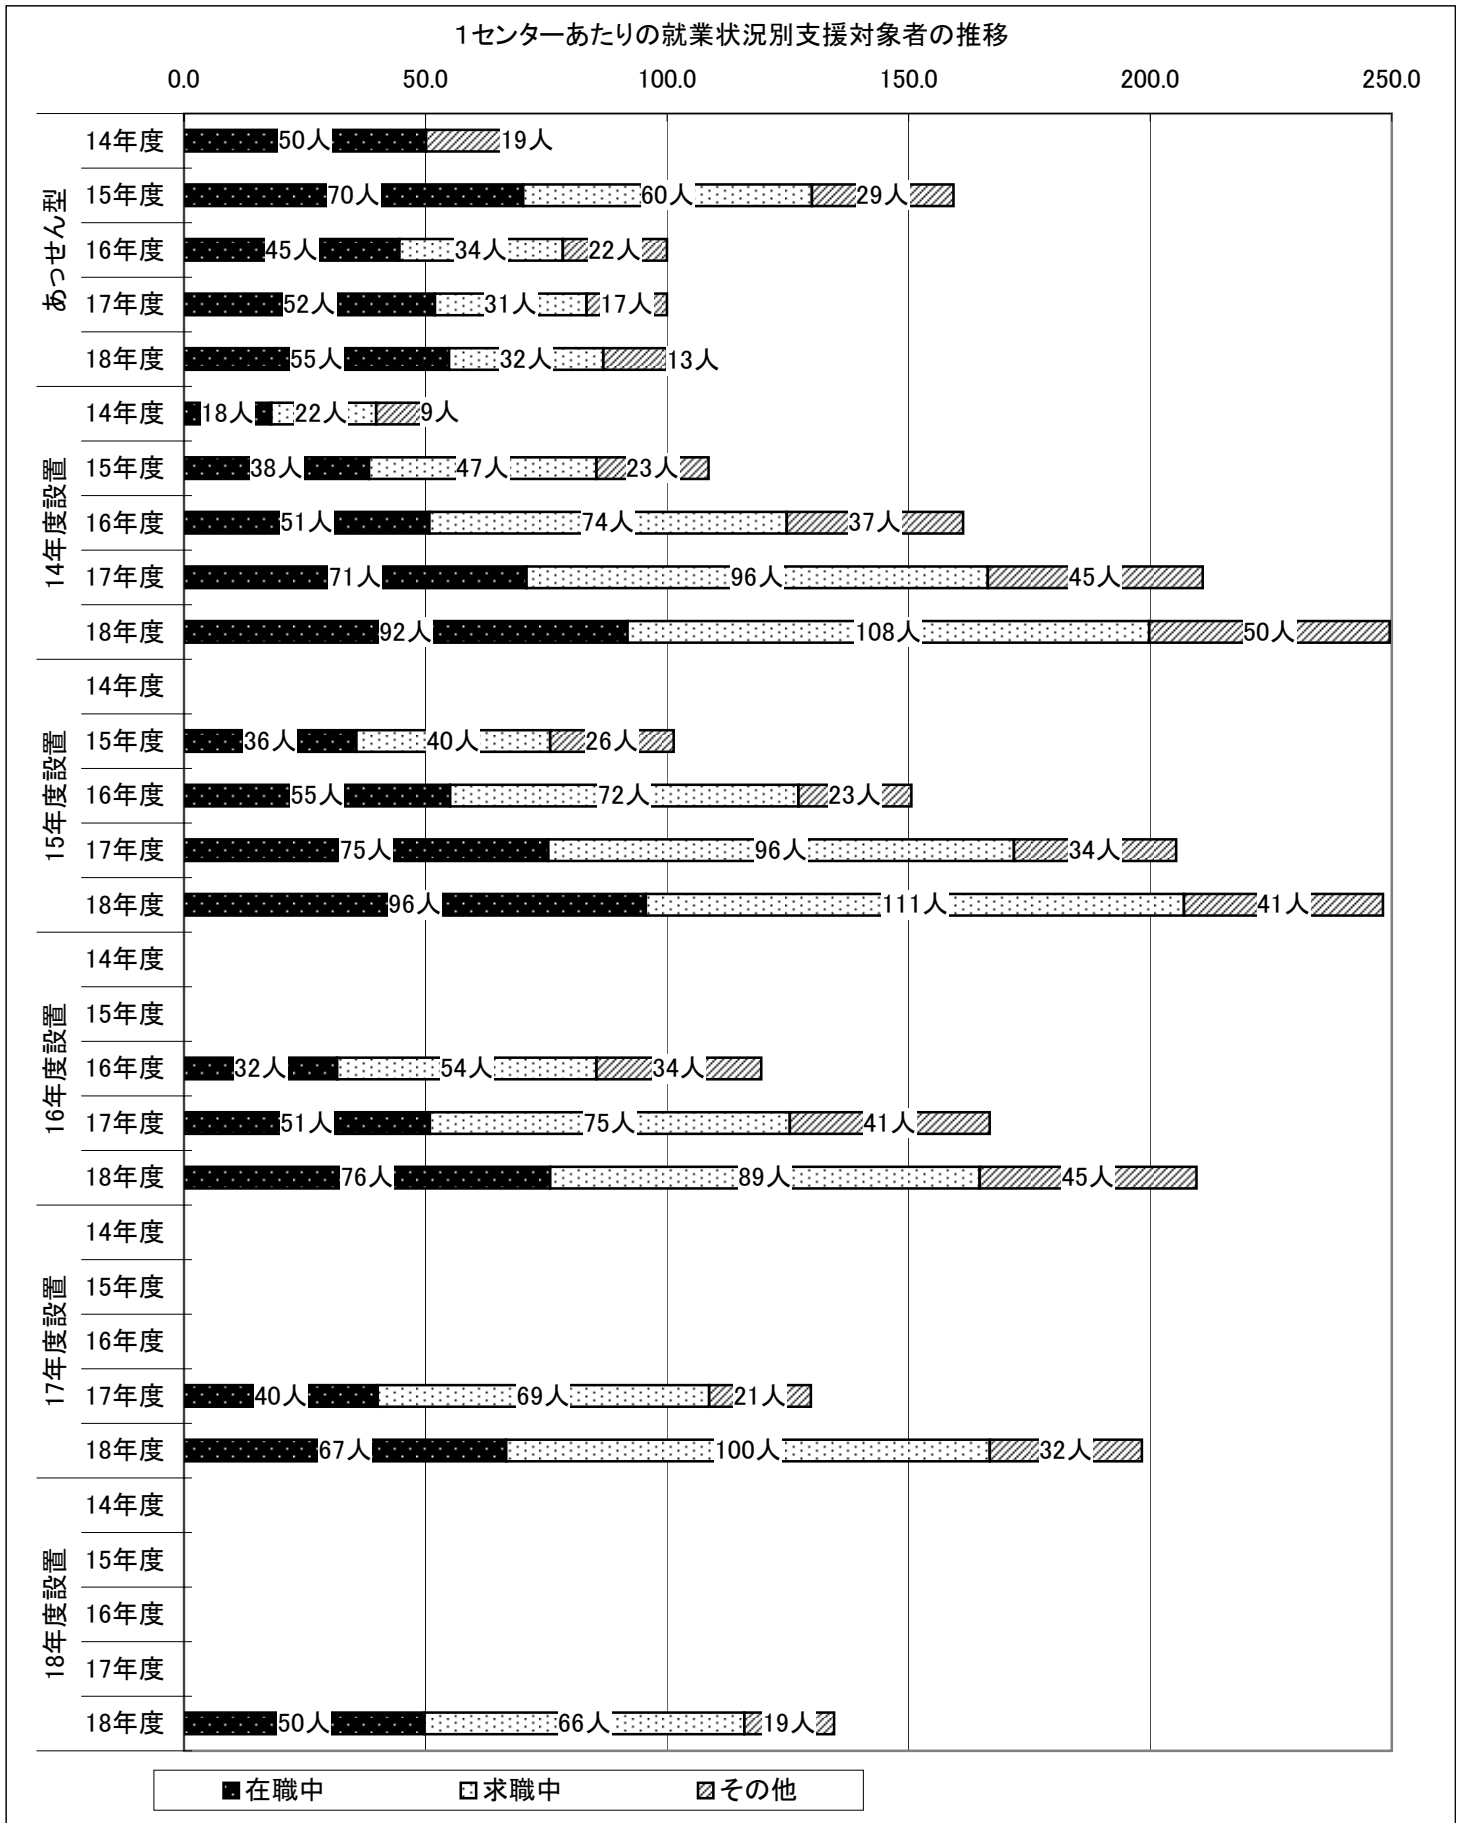 1センターあたりの就業状況別支援対象者の推移
0.0 50.0 100.0 150.0 200.0 250.0
あっせん型
14年度 50人 19人
15年度 70人 60人 29人
16年度 45人 34人 22人
17年度 52人 31人 17人
18年度 55人 32人 13人
14年度設置
14年度 18人 22人 9人
15年度 38人 47人 23人
16年度 51人 74人 37人
17年度 71人 96人 45人
18年度 92人 108人 50人
15年度設置
14年度
15年度 36人 40人 26人
16年度 55人 72人 23人
17年度 75人 96人 34人
18年度 96人 111人 41人
16年度設置
14年度
15年度
16年度 32人 54人 34人
17年度 51人 75人 41人
18年度 76人 89人 45人
17年度設置
14年度
15年度
16年度
17年度 40人 69人 21人
18年度 67人 100人 32人
18年度設置
14年度
15年度
16年度
17年度
18年度 50人 66人 19人
在職中 求職中 その他